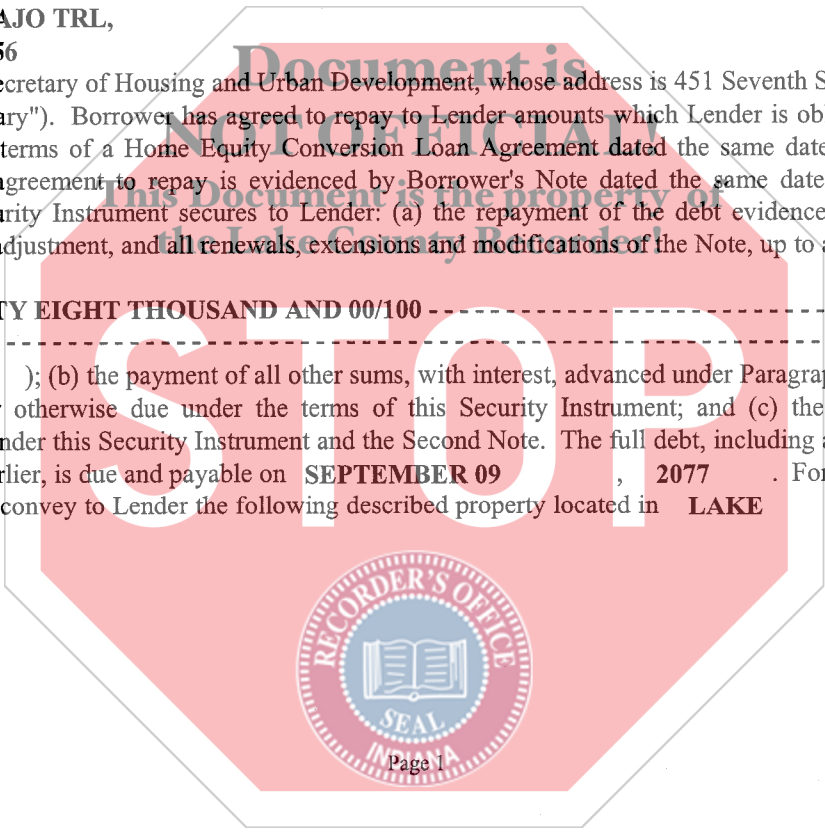 AJO TRL,
56
ecretary of Housing and Urban Development, whose address is 451 Seventh S
ary"). Borrower has agreed to repay to Lender amounts which Lender is ob
terms of a Home Equity Conversion Loan Agreement dated the same date
agreement to repay is evidenced by Borrower's Note dated the same date
urity Instrument secures to Lender: (a) the repayment of the debt evidence
adjustment, and all renewals, extensions and modifications of the Note, up to a
TY EIGHT THOUSAND AND 00/100 - - - - - - - - - - - - - - - - - - - - - - - - - - -
- - - - - - - - - - - - - - - - - - - - - - - - - - - - - - - - - - - - - - - - - - - - - - - - - - - - - -
); (b) the payment of all other sums, with interest, advanced under Paragrap
otherwise due under the terms of this Security Instrument; and (c) the
nder this Security Instrument and the Second Note. The full debt, including a
rlier, is due and payable on SEPTEMBER 09 , 2077 . For
convey to Lender the following described property located in LAKE
Page 1
Document is
NOT OFFICIAL!
This Document is the property of
the Lake County Recorder!
STOP
RECORDER'S OFFICE
SEAL
INDIANA